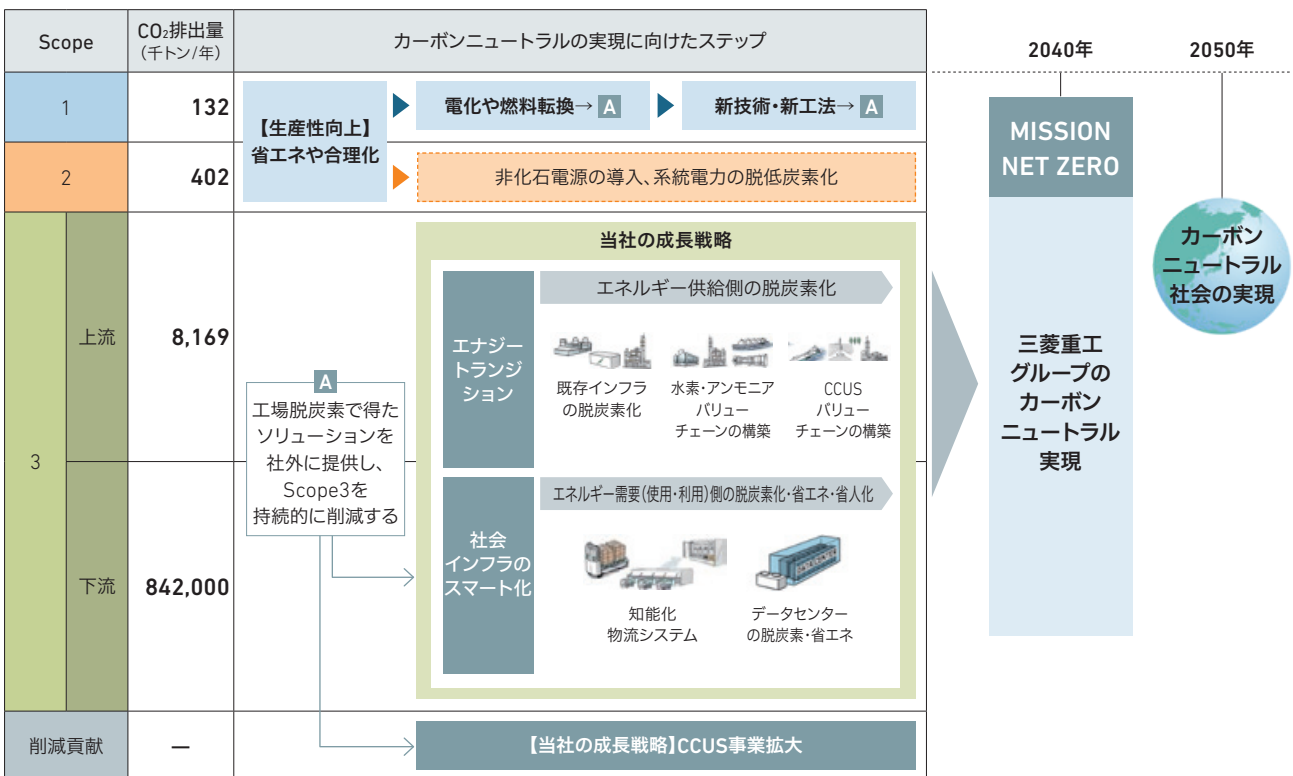 Scope
CO₂排出量
(千トン/年)
カーボンニュートラルの実現に向けたステップ
2040年
2050年
1
132
【生産性向上】
省エネや合理化
電化や燃料転換→ A
新技術・新工法→ A
2
402
非化石電源の導入、系統電力の脱低炭素化
MISSION
NET ZERO
三菱重工
グループの
カーボン
ニュートラル
実現
カーボン
ニュートラル
社会の実現
3
上流
8,169
下流
842,000
A
工場脱炭素で得た
ソリューションを
社外に提供し、
Scope3を
持続的に削減する
当社の成長戦略
エナジー
トランジ
ション
エネルギー供給側の脱炭素化
既存インフラ
の脱炭素化
水素・アンモニア
バリュー
チェーンの構築
CCUS
バリュー
チェーンの構築
社会
インフラの
スマート化
エネルギー需要(使用・利用)側の脱炭素化・省エネ・省人化
知能化
物流システム
データセンター
の脱炭素・省エネ
削減貢献
—
【当社の成長戦略】CCUS事業拡大